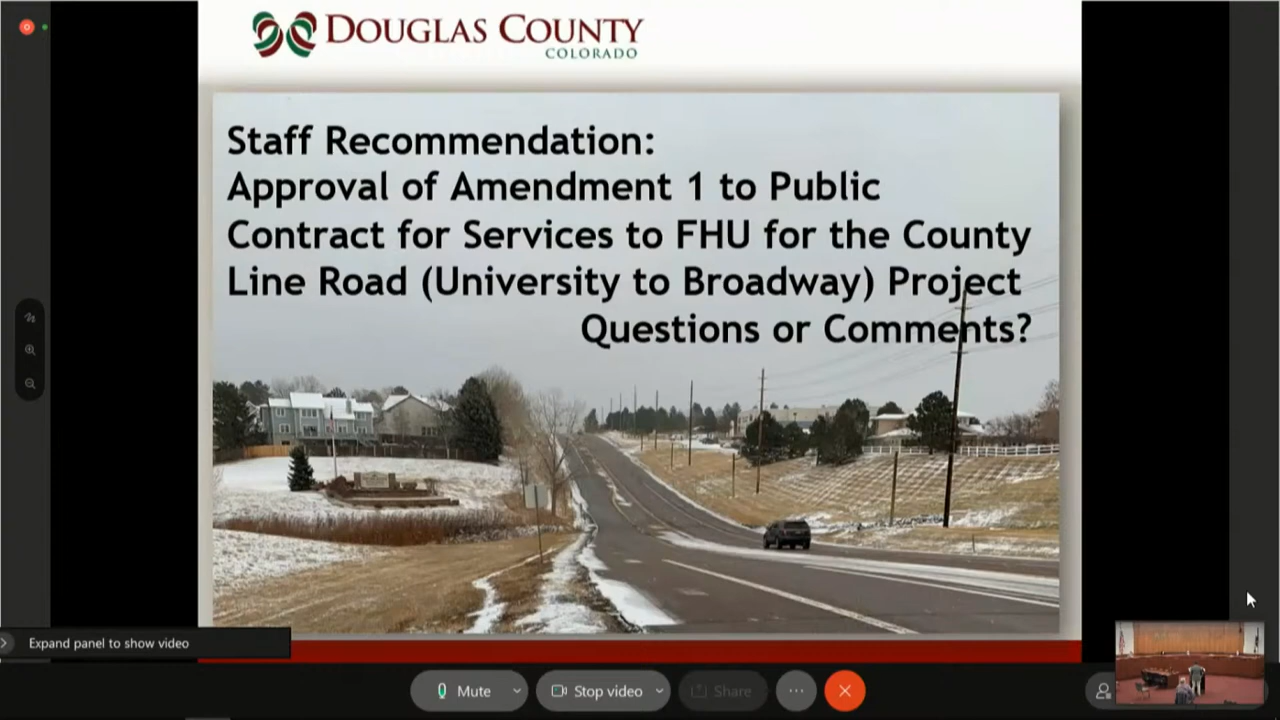 DOUGLAS COUNTY
COLORADO
Staff Recommendation:
Approval of Amendment 1 to Public
Contract for Services to FHU for the County
Line Road (University to Broadway) Project
Questions or Comments?
Expand panel to show video
Mute
Stop video
Share